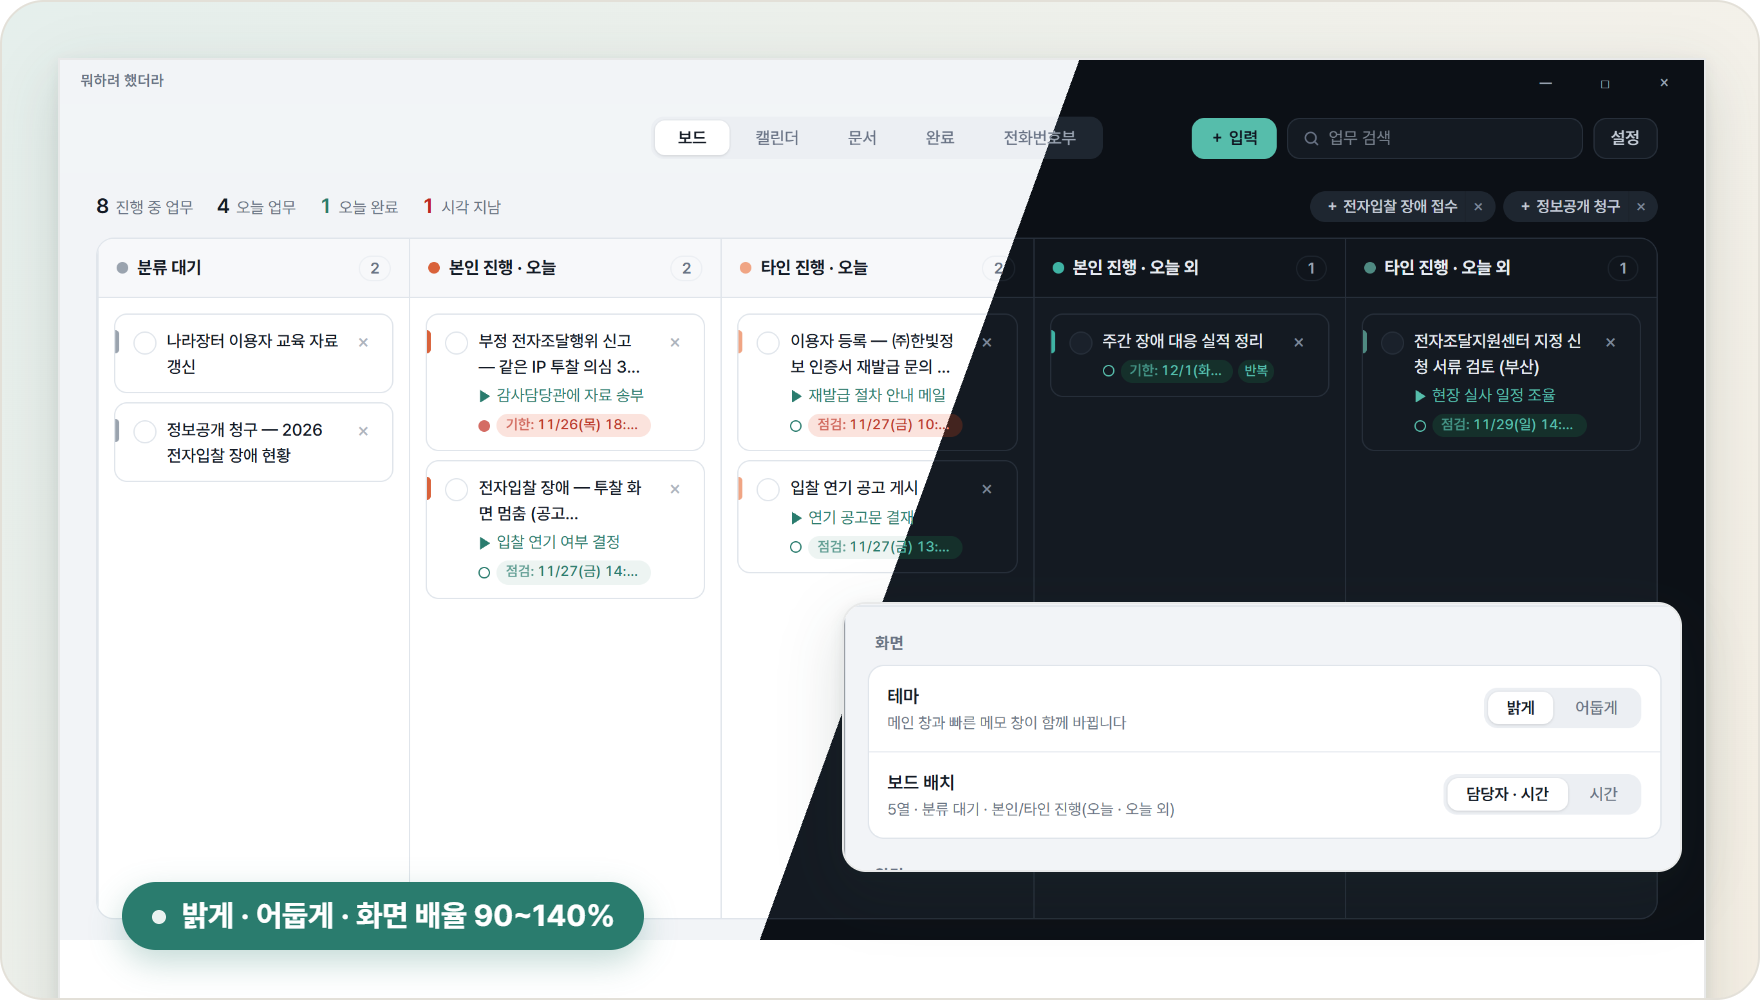 뭐하려 했더라
보드
캘린더
문서
완료
전화번호부
+ 입력
업무 검색
설정
8 진행 중 업무
4 오늘 업무
1 오늘 완료
1 시각 지남
+ 전자입찰 장애 접수 ×
+ 정보공개 청구 ×
분류 대기 2
나라장터 이용자 교육 자료
갱신
정보공개 청구 — 2026
전자입찰 장애 현황
본인 진행 · 오늘 2
부정 전자조달행위 신고
— 같은 IP 투찰 의심 3...
▶ 감사담당관에 자료 송부
기한: 11/26(목) 18:...
전자입찰 장애 — 투찰 화
면 멈춤 (공고...
▶ 입찰 연기 여부 결정
점검: 11/27(금) 14:...
타인 진행 · 오늘 2
이용자 등록 — ㈜한빛정
보 인증서 재발급 문의 ...
▶ 재발급 절차 안내 메일
점검: 11/27(금) 10:...
입찰 연기 공고 게시
▶ 연기 공고문 결재
점검: 11/27(금) 13:...
본인 진행 · 오늘 외 1
주간 장애 대응 실적 정리
기한: 12/1(화... 반복
타인 진행 · 오늘 외 1
전자조달지원센터 지정 신
청 서류 검토 (부산)
▶ 현장 실사 일정 조율
점검: 11/29(일) 14:...
화면
테마
메인 창과 빠른 메모 창이 함께 바뀝니다
밝게 어둡게
보드 배치
5열 · 분류 대기 · 본인/타인 진행(오늘 · 오늘 외)
담당자 · 시간 시간
밝게 · 어둡게 · 화면 배율 90~140%